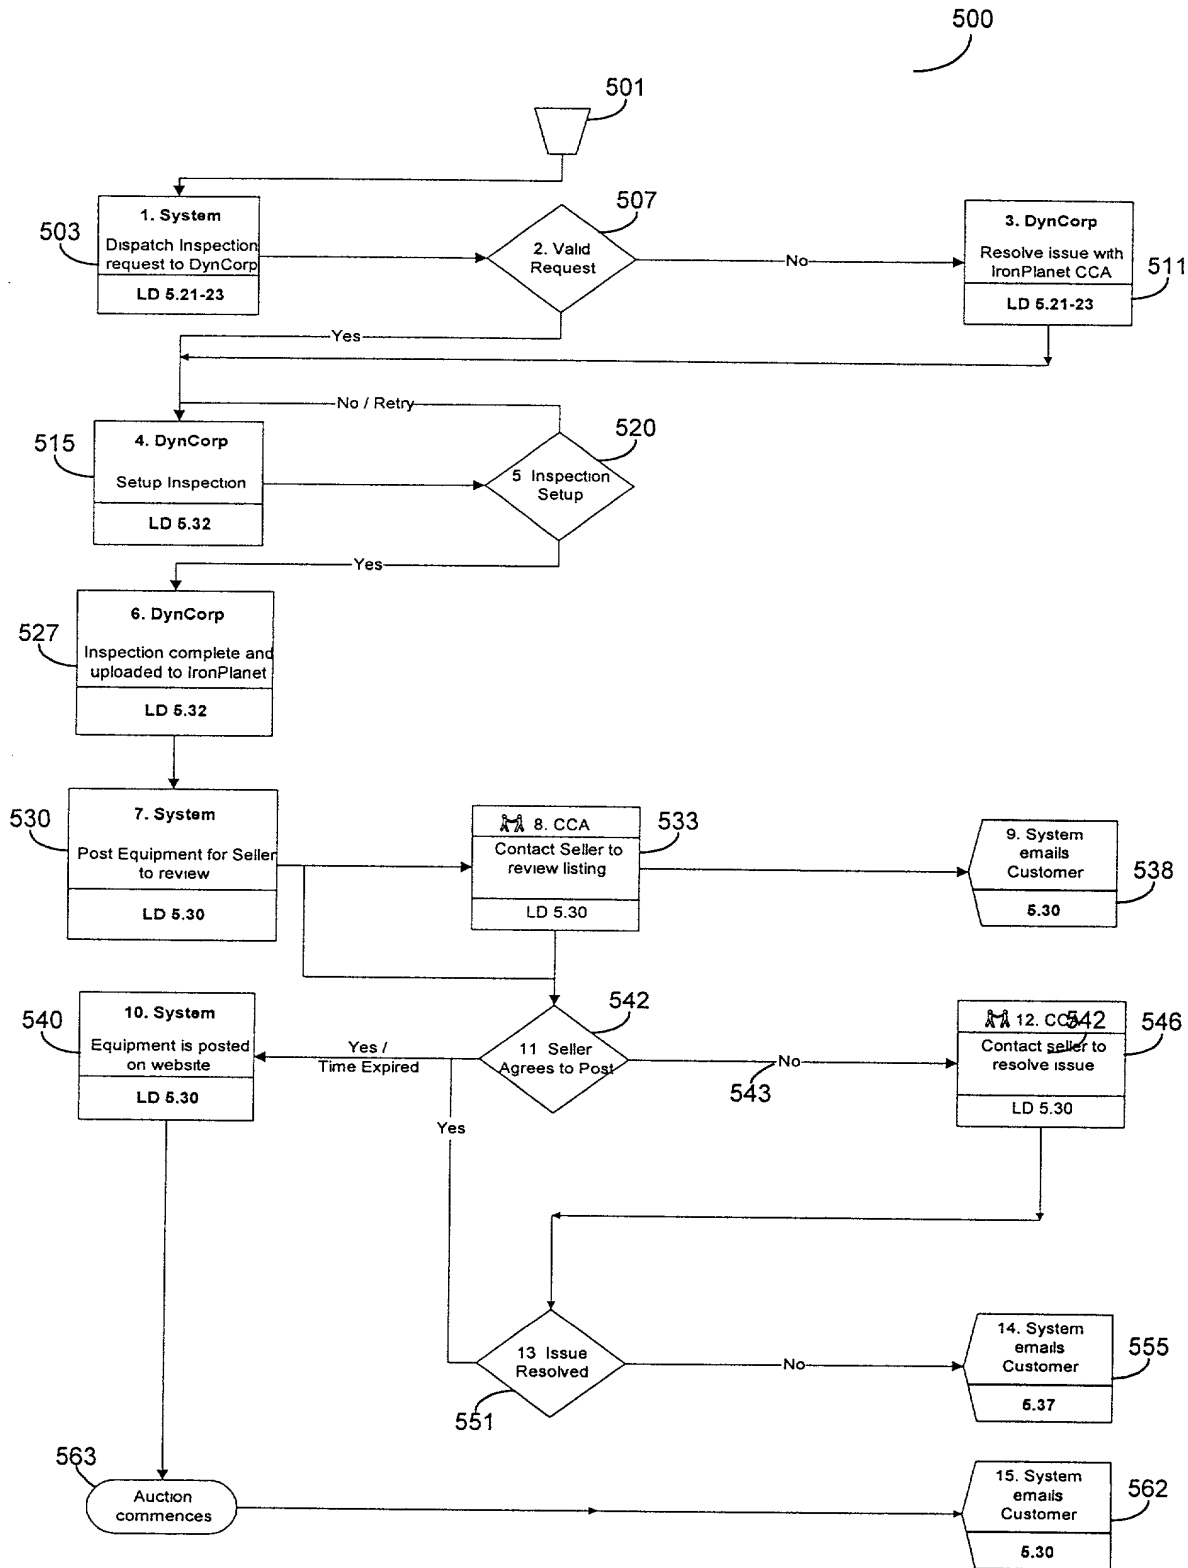 500
501
1. System
Dispatch Inspection
request to DynCorp
LD 5.21-23
503
507
2. Valid
Request
No
3. DynCorp
Resolve issue with
IronPlanet CCA
LD 5.21-23
511
Yes
No / Retry
515
4. DynCorp
Setup Inspection
LD 5.32
520
5 Inspection
Setup
Yes
527
6. DynCorp
Inspection complete and
uploaded to IronPlanet
LD 5.32
530
7. System
Post Equipment for Seller
to review
LD 5.30
8. CCA
Contact Seller to
review listing
LD 5.30
533
9. System
emails
Customer
5.30
538
540
10. System
Equipment is posted
on website
LD 5.30
Yes /
Time Expired
542
11 Seller
Agrees to Post
No
543
12. CCA
542
Contact seller to
resolve issue
LD 5.30
546
Yes
13 Issue
Resolved
551
No
14. System
emails
Customer
5.37
555
563
Auction
commences
15. System
emails
Customer
5.30
562